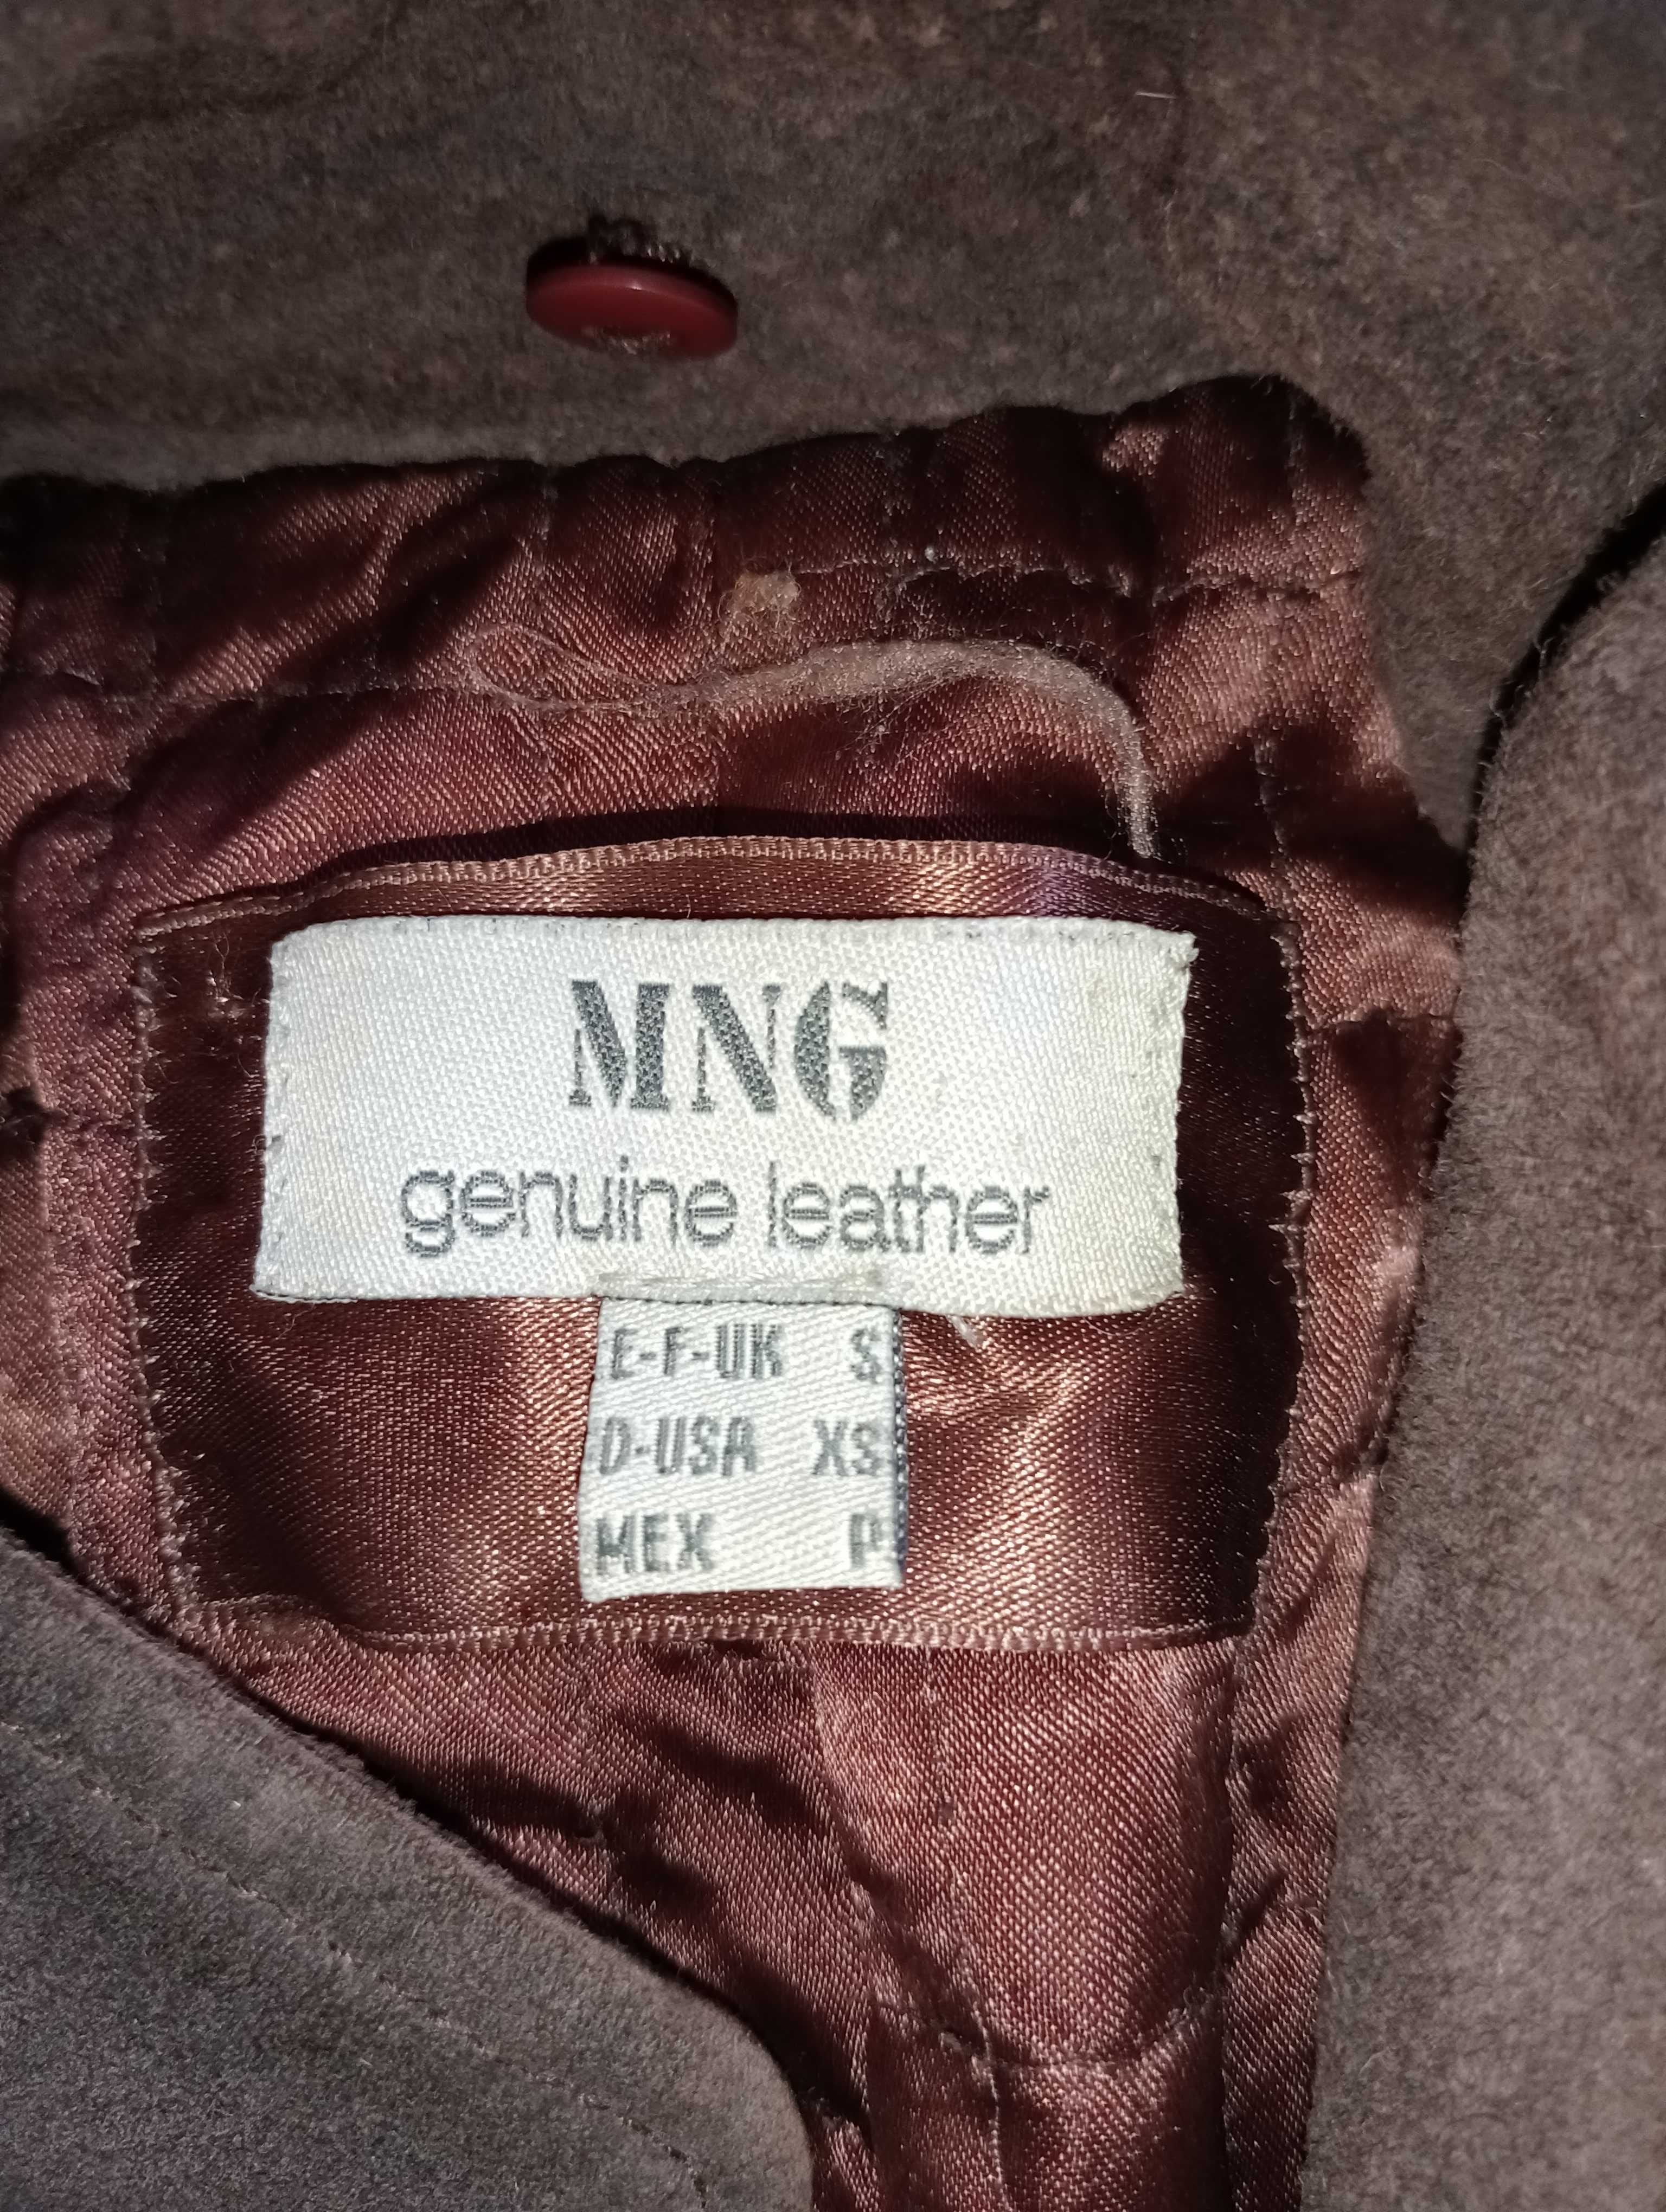 MNG
genuine leather
E-F-UK S
D-USA XS
MEX P